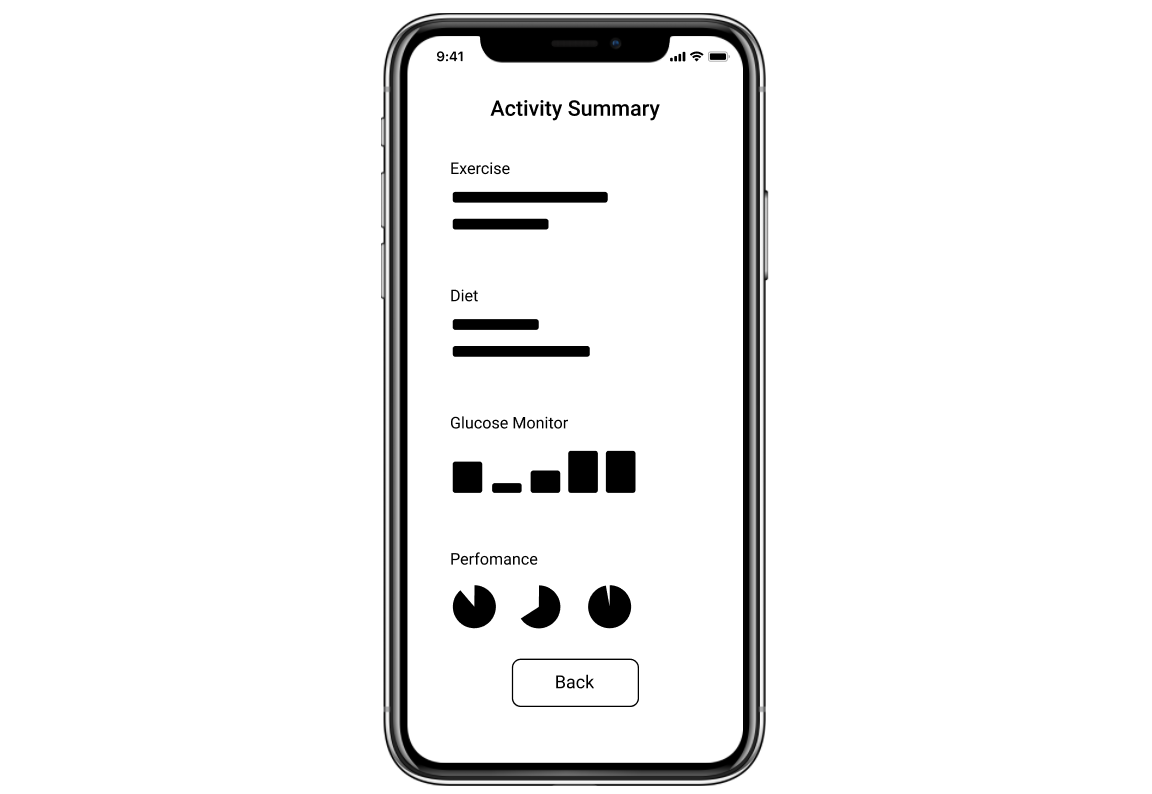 9:41
Activity Summary
Exercise
Diet
Glucose Monitor
Perfomance
Back